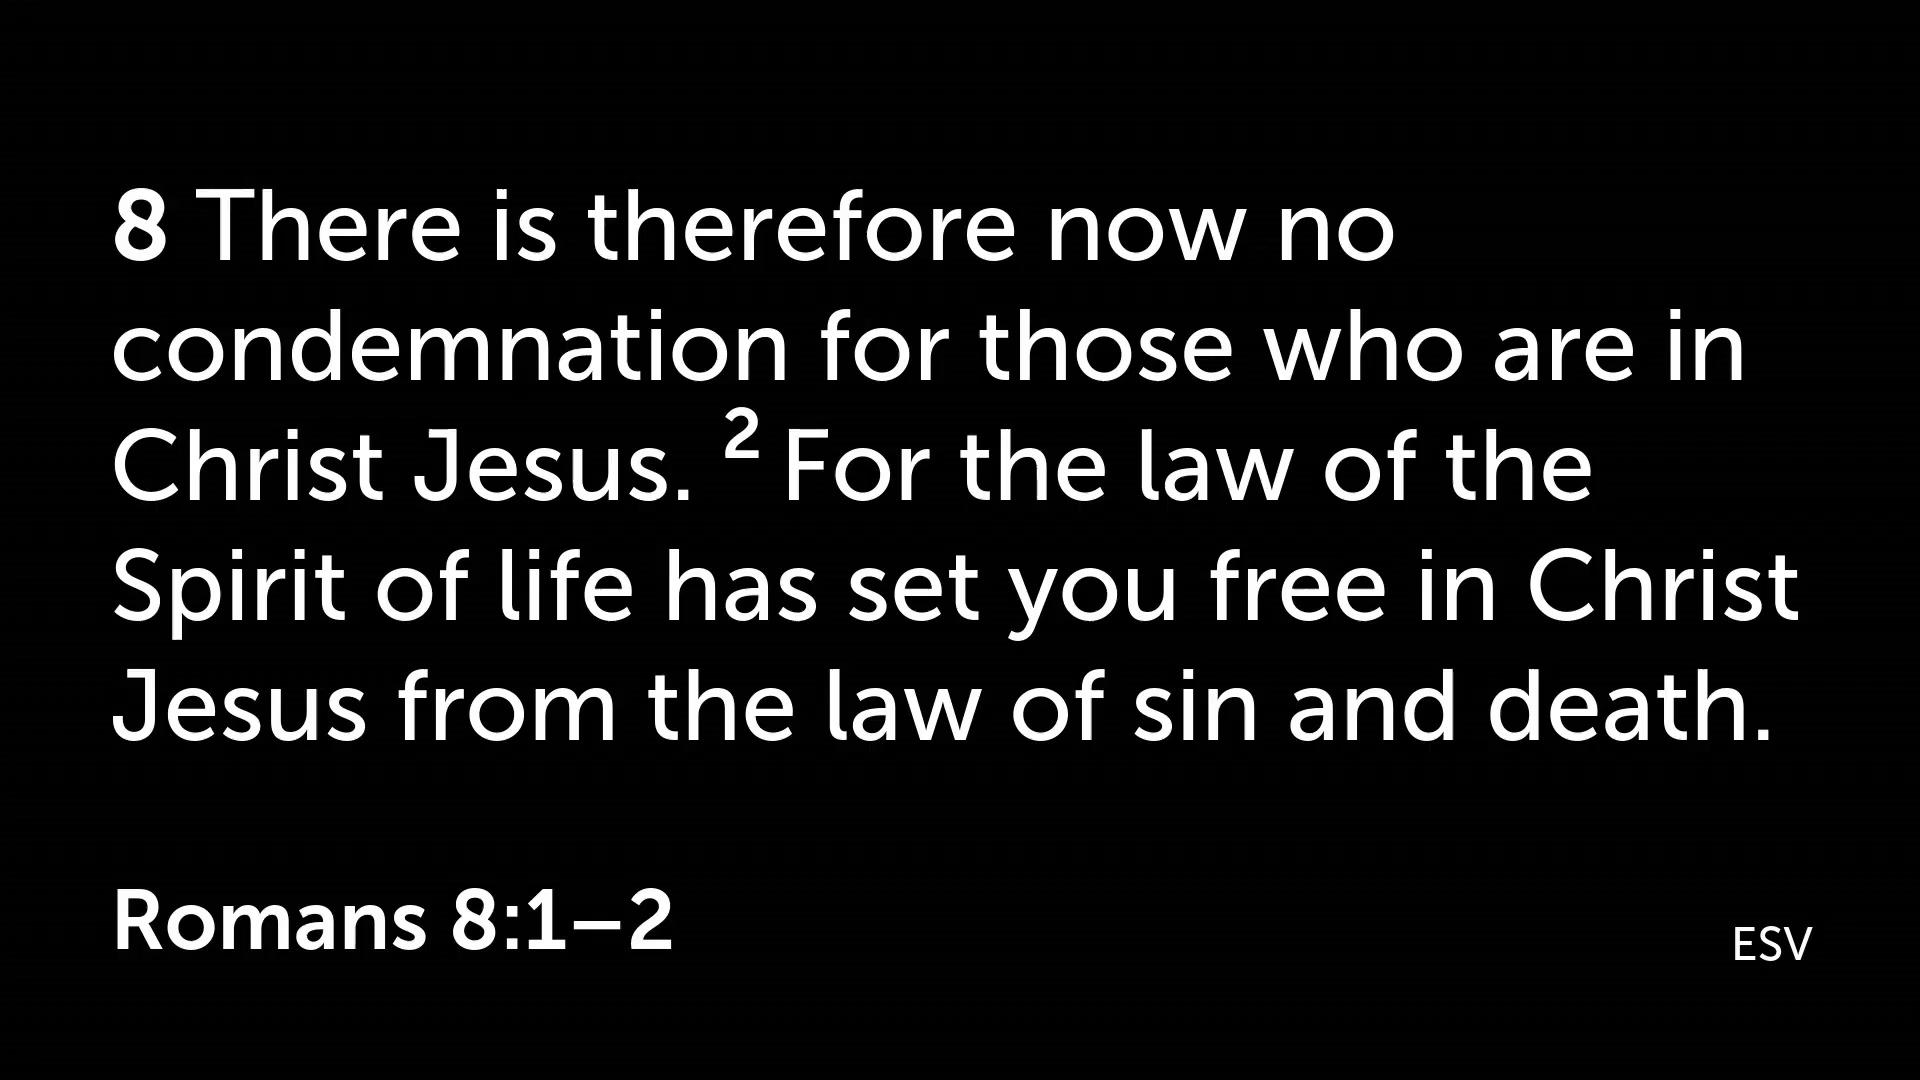 8 There is therefore now no
condemnation for those who are in
Christ Jesus. 2 For the law of the
Spirit of life has set you free in Christ
Jesus from the law of sin and death.
Romans 8:1–2
ESV